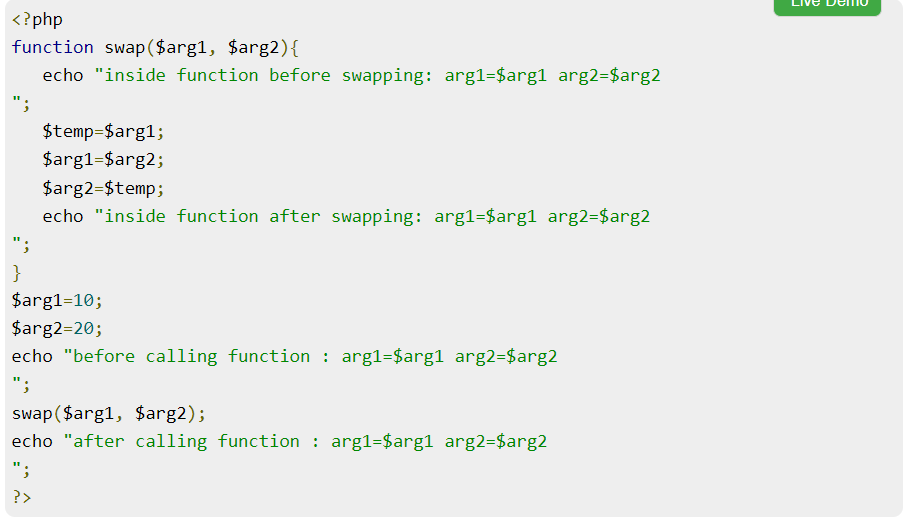 Live Demo
<?php
function swap($arg1, $arg2){
   echo "inside function before swapping: arg1=$arg1 arg2=$arg2
";
   $temp=$arg1;
   $arg1=$arg2;
   $arg2=$temp;
   echo "inside function after swapping: arg1=$arg1 arg2=$arg2
";
}
$arg1=10;
$arg2=20;
echo "before calling function : arg1=$arg1 arg2=$arg2
";
swap($arg1, $arg2);
echo "after calling function : arg1=$arg1 arg2=$arg2
";
?>